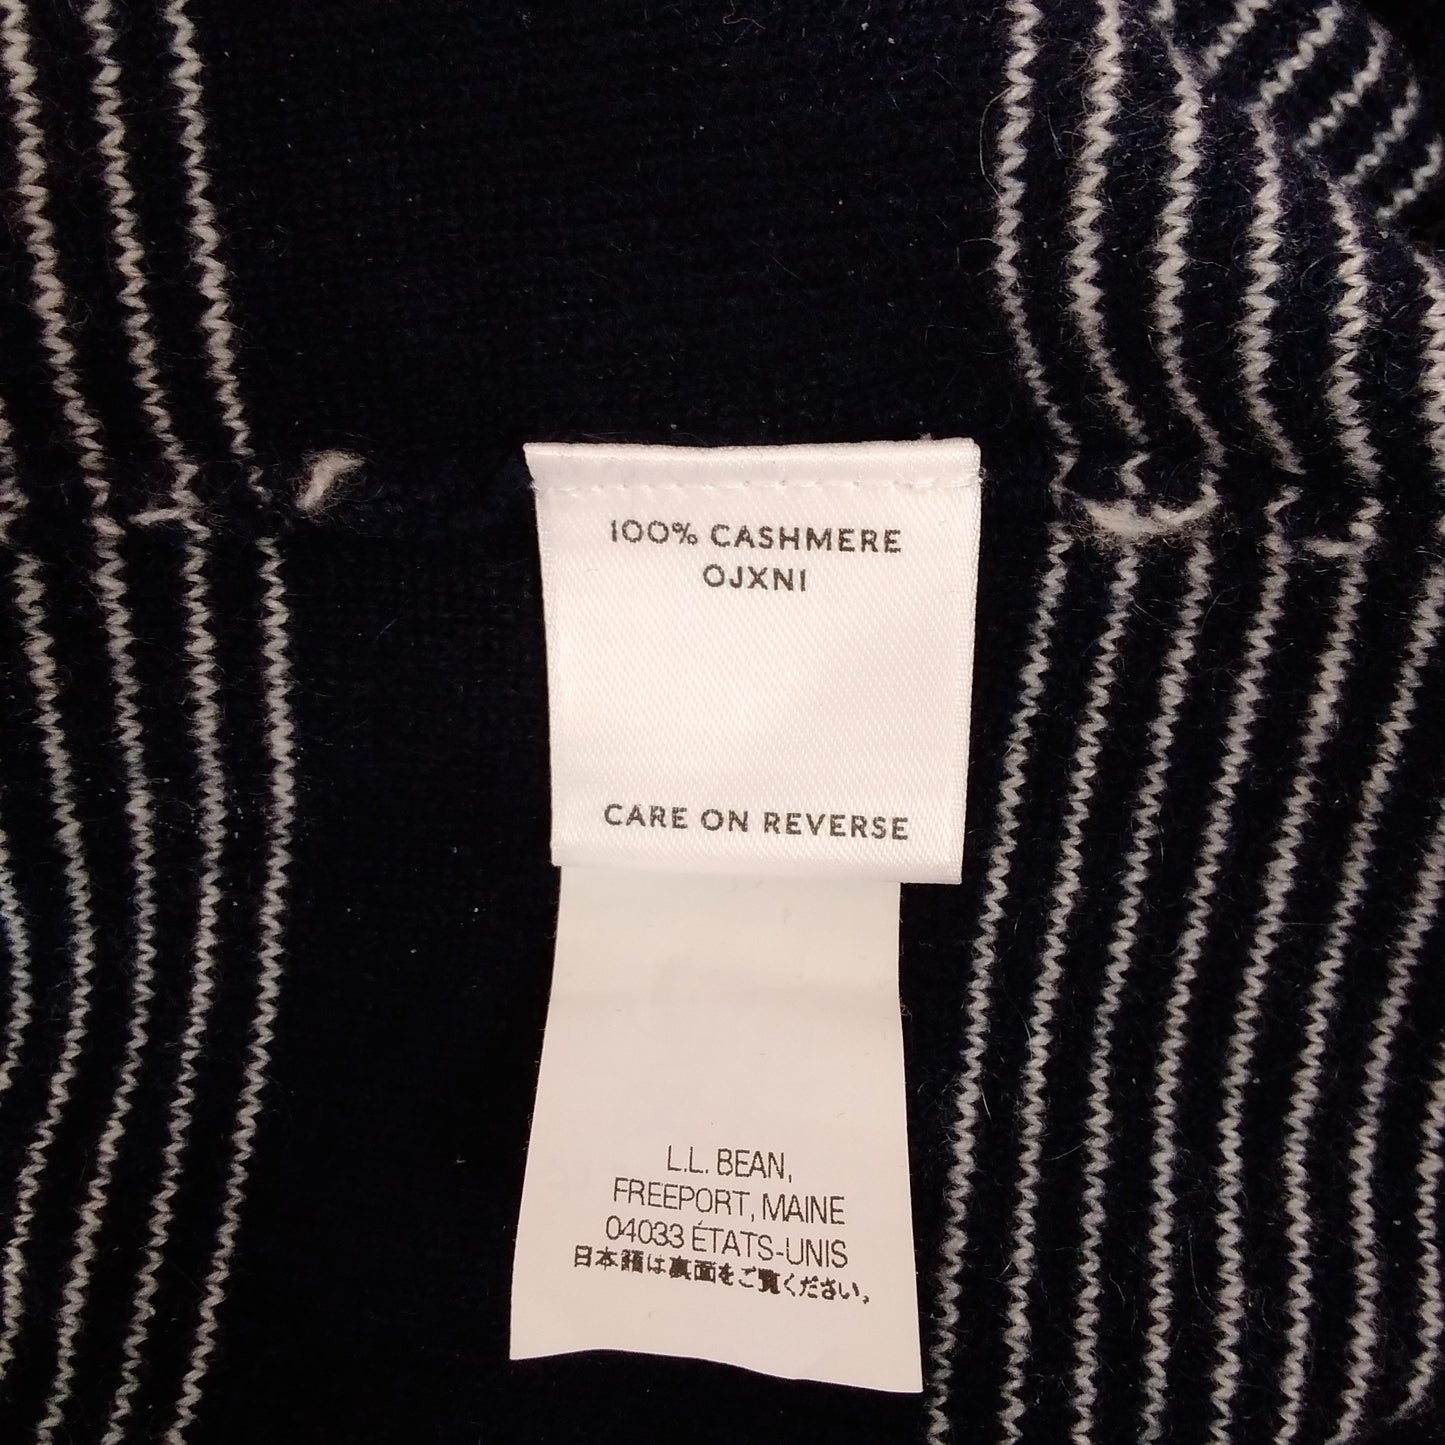 100% CASHMERE
OJXN1
CARE ON REVERSE
L.L. BEAN,
FREEPORT, MAINE
04033 ÉTATS-UNIS
日本語は裏面をご覧ください。